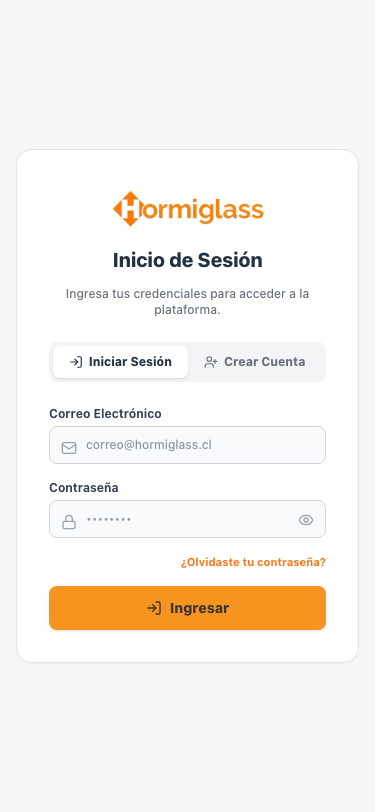 Hormiglass
Inicio de Sesión
Ingresa tus credenciales para acceder a la
plataforma.
Iniciar Sesión
Crear Cuenta
Correo Electrónico
correo@hormiglass.cl
Contraseña
••••••••
¿Olvidaste tu contraseña?
Ingresar